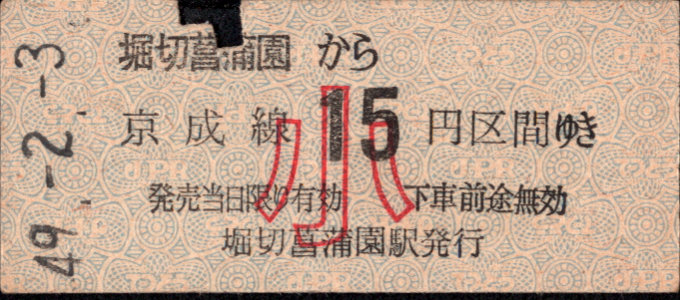 49.-2.-3
堀切菖蒲園 から
京成線 15 円区間ゆき
小
発売当日限り有効 下車前途無効
堀切菖蒲園駅発行